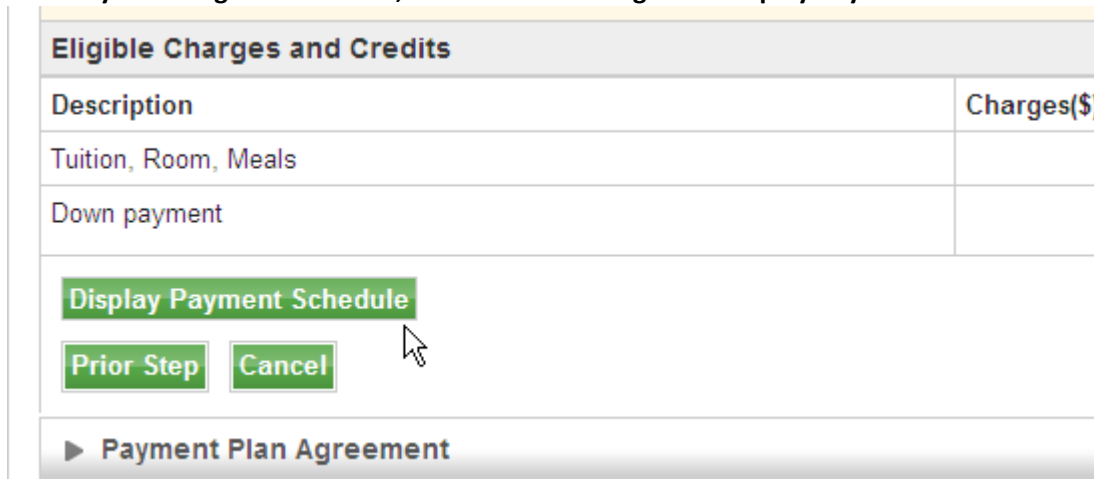 Eligible Charges and Credits
Description Charges($)
Tuition, Room, Meals
Down payment
Display Payment Schedule
Prior Step Cancel
Payment Plan Agreement